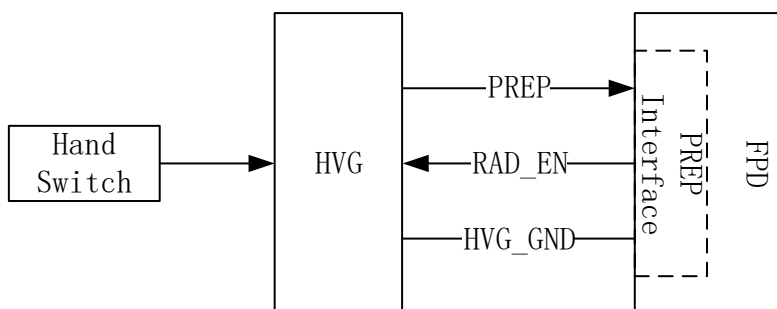 Hand
Switch
HVG
PREP
RAD_EN
HVG_GND
PREP
Interface
FPD